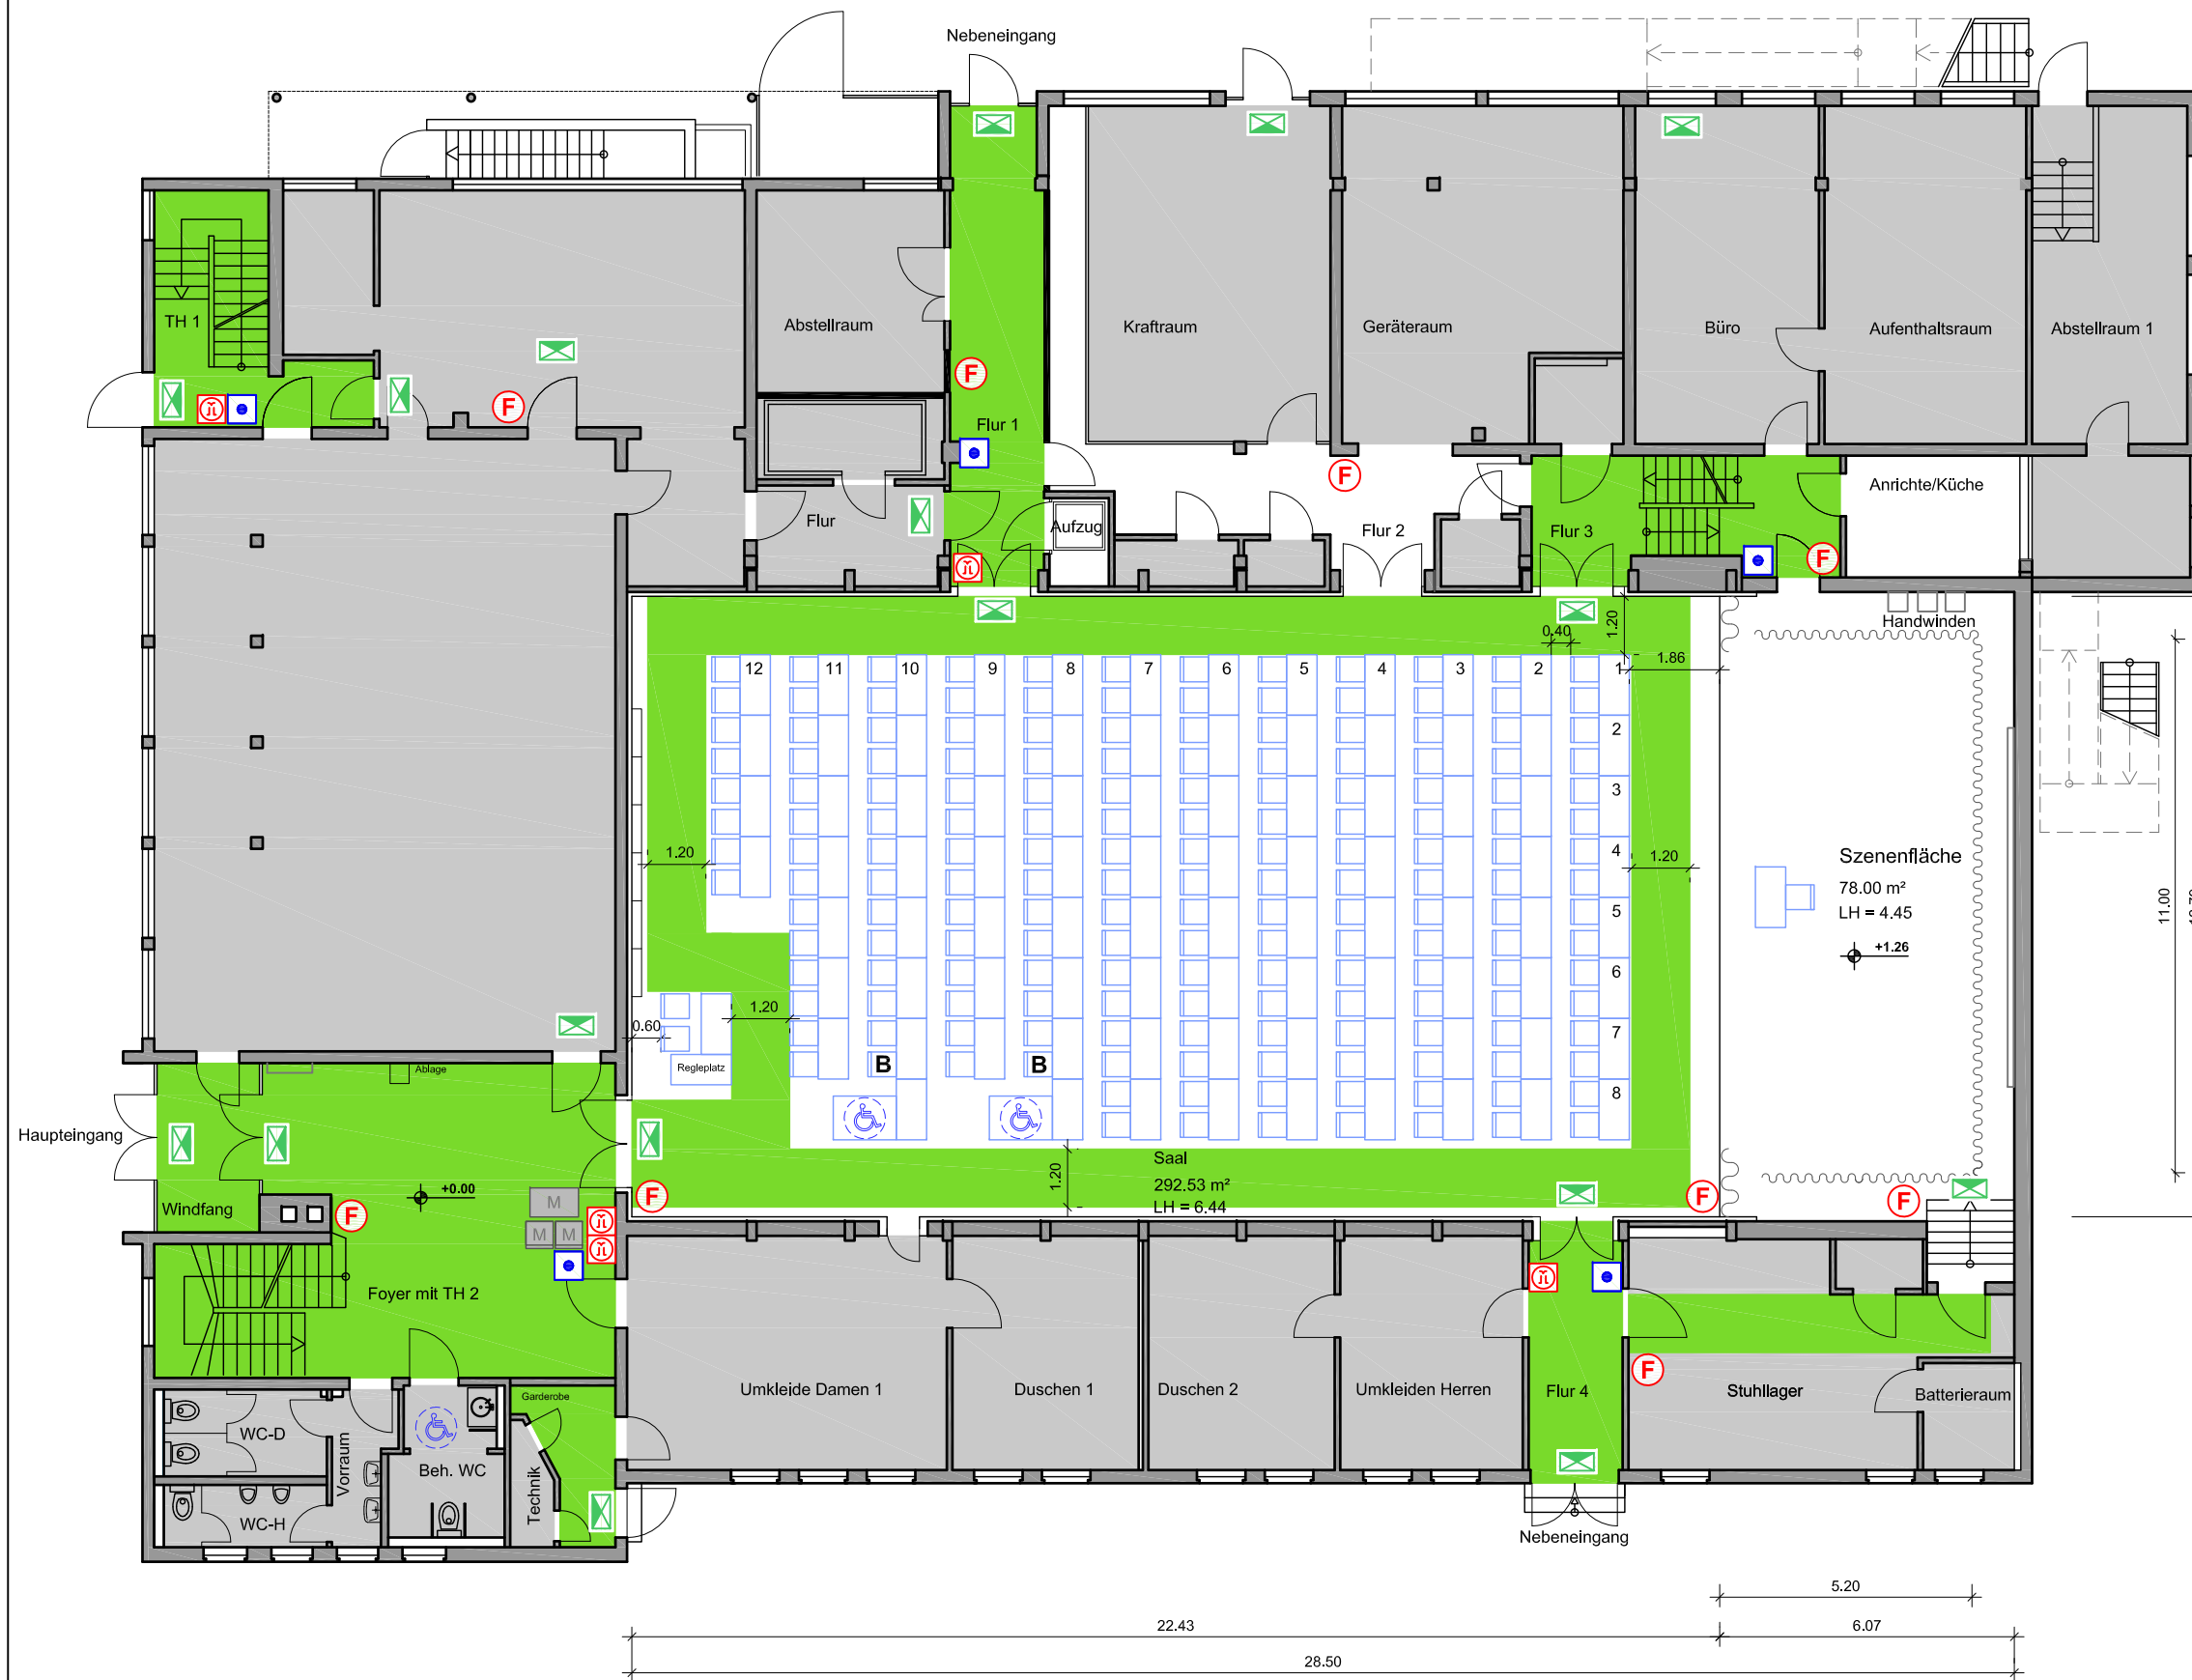 Nebeneingang
TH 1
Abstellraum
Kraftraum
Geräteraum
Büro
Aufenthaltsraum
Abstellraum 1
F
F
Flur 1
F
Anrichte/Küche
Flur
Aufzug
Flur 2
Flur 3
F
Handwinden
0.40
1.20
1.86
12
11
10
9
8
7
6
5
4
3
2
1
2
3
4
5
6
7
8
1.20
1.20
Szenenfläche
78.00 m²
LH = 4.45
+1.26
11.00
1.20
0.60
Regleplatz
B
B
Ablage
Haupteingang
Windfang
+0.00
F
M
M
M
F
Saal
292.53 m²
LH = 6.44
1.20
F
F
Foyer mit TH 2
Umkleide Damen 1
Duschen 1
Duschen 2
Umkleiden Herren
Flur 4
F
Stuhllager
Batterieraum
Garderobe
WC-D
Vorraum
Beh. WC
Technik
WC-H
Nebeneingang
5.20
22.43
6.07
28.50